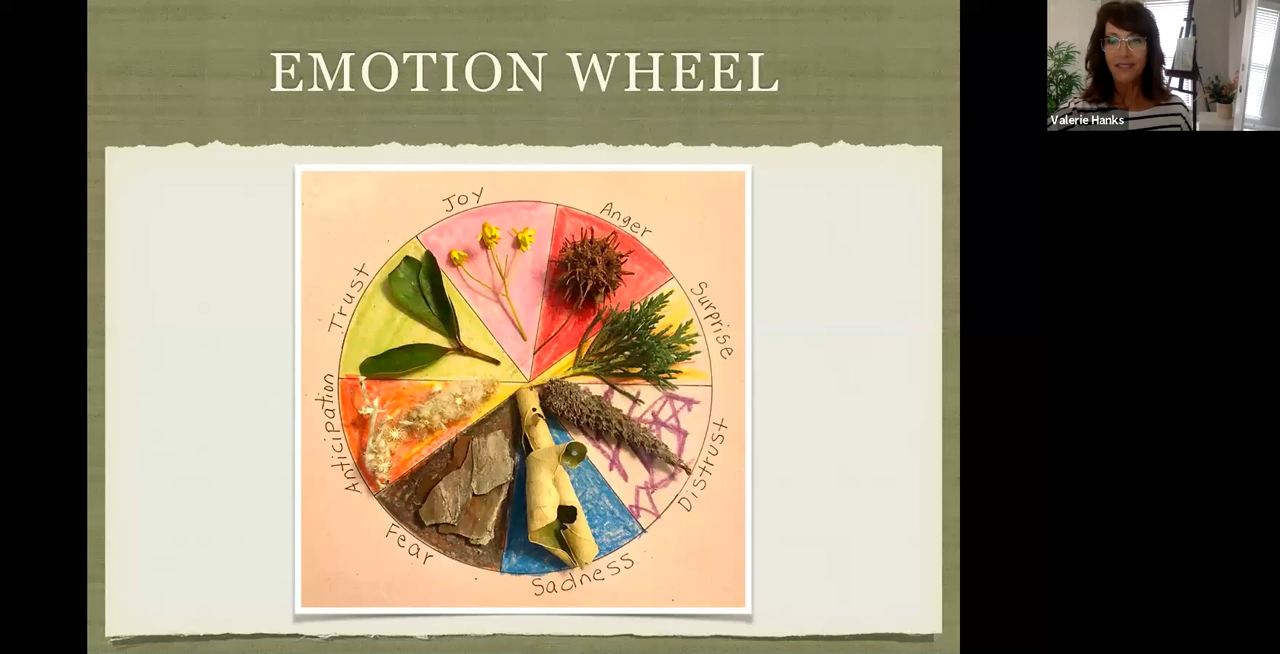 EMOTION WHEEL
Valerie Hanks
Joy
Anger
Surprise
Distrust
Sadness
Fear
Anticipation
Trust